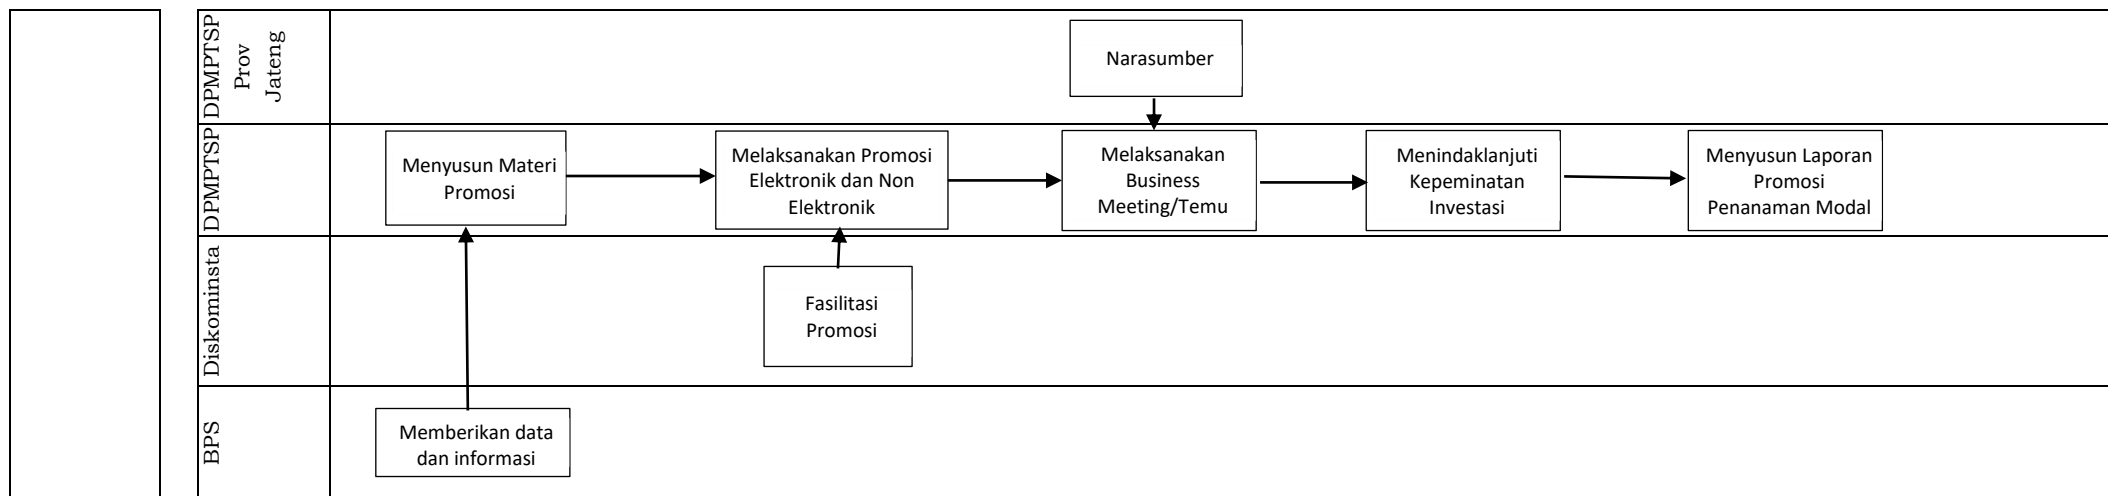 DPMPTSP
Prov
Jateng
Narasumber
DPMPTSP
Menyusun Materi
Promosi
Melaksanakan Promosi
Elektronik dan Non
Elektronik
Melaksanakan
Business
Meeting/Temu
Menindaklanjuti
Kepeminatan
Investasi
Menyusun Laporan
Promosi
Penanaman Modal
Diskominsta
Fasilitasi
Promosi
BPS
Memberikan data
dan informasi